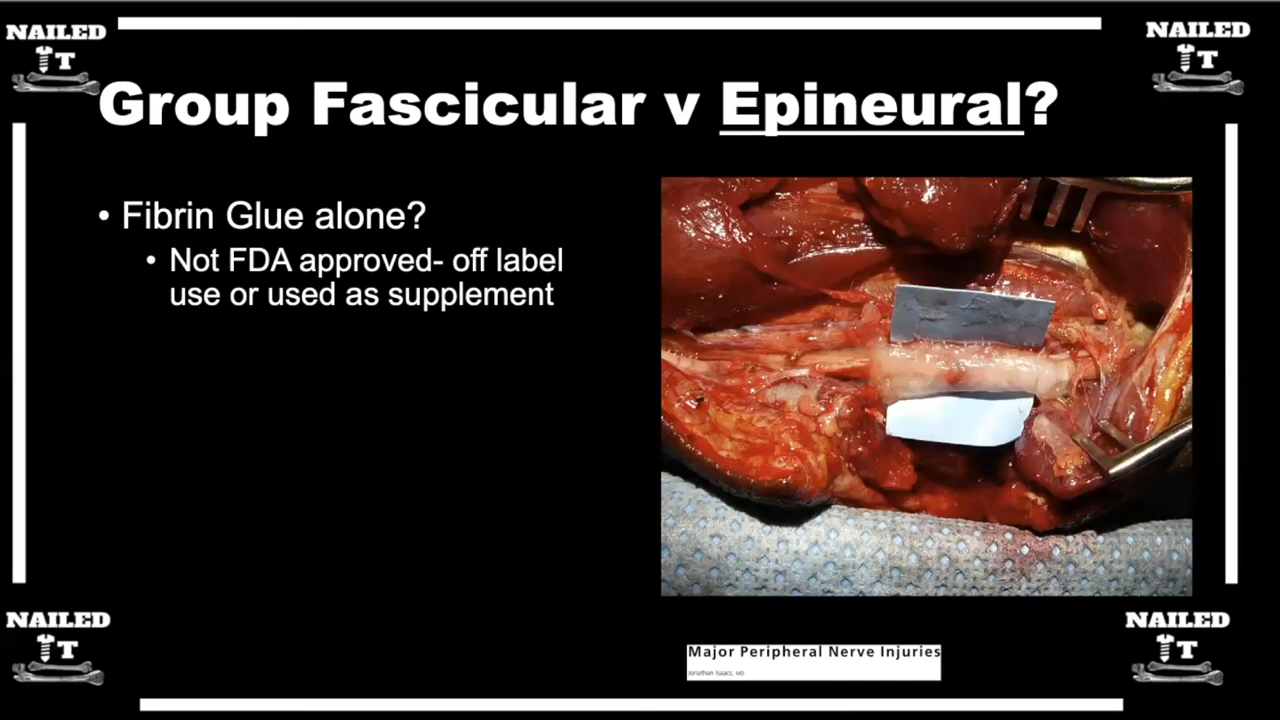 NAILED
IT
NAILED
IT
Group Fascicular v Epineural?
• Fibrin Glue alone?
• Not FDA approved- off label
use or used as supplement
NAILED
IT
NAILED
IT
Major Peripheral Nerve Injuries
Jonathan Isaacs, MD